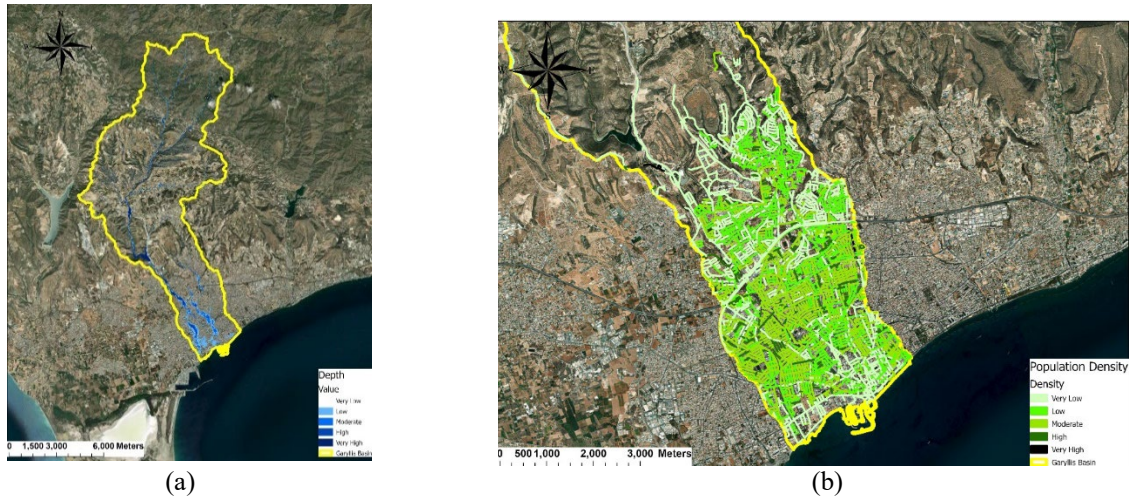 Depth
Value
Very Low
Low
Moderate
High
Very High
Garyllis Basin
0 1,500 3,000 6,000 Meters
(a)
Population Density
Density
Very Low
Low
Moderate
High
Very High
Garyllis Basin
0 500 1,000 2,000 3,000 Meters
(b)